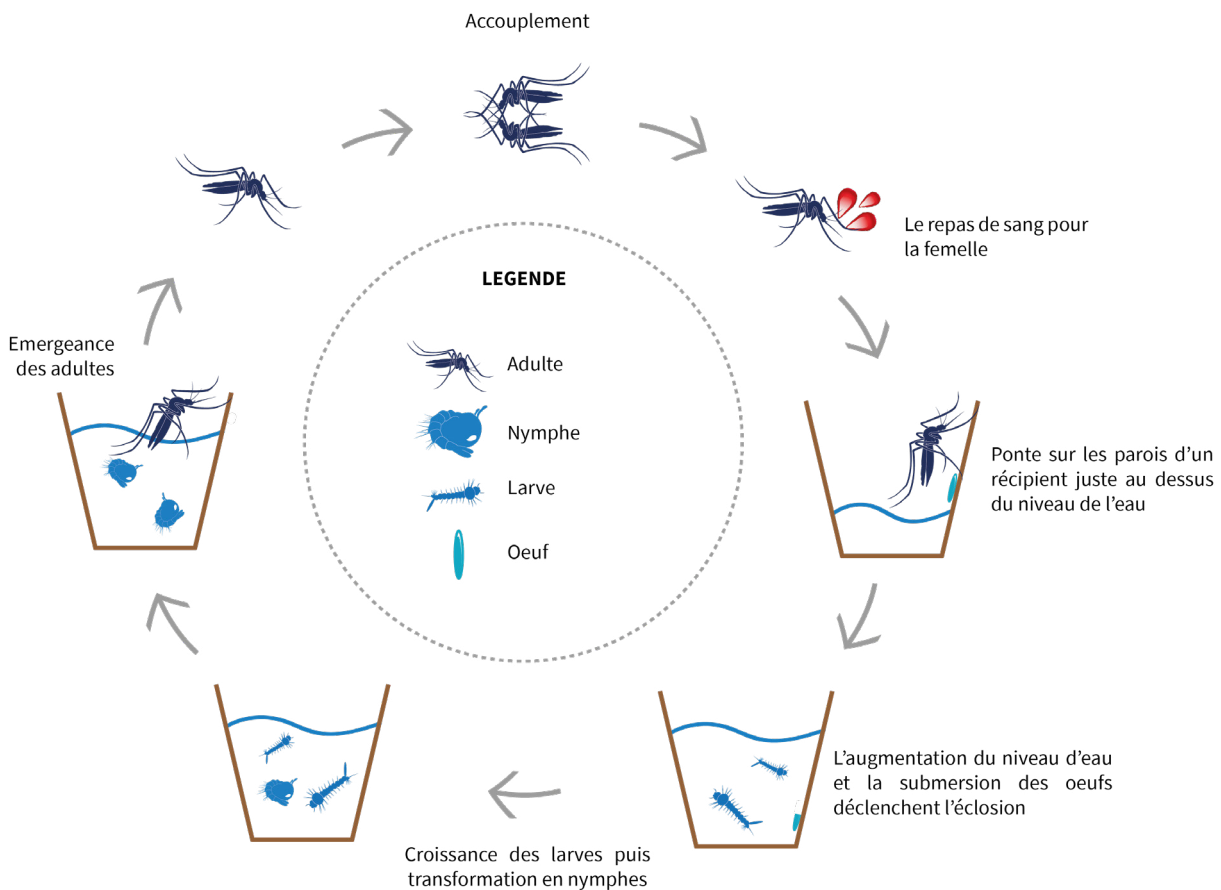 Accouplement
Le repas de sang pour
la femelle
LEGENDE
Adulte
Nymphe
Larve
Oeuf
Emergeance
des adultes
Ponte sur les parois d’un
récipient juste au dessus
du niveau de l’eau
L’augmentation du niveau d’eau
et la submersion des oeufs
déclenchent l’éclosion
Croissance des larves puis
transformation en nymphes